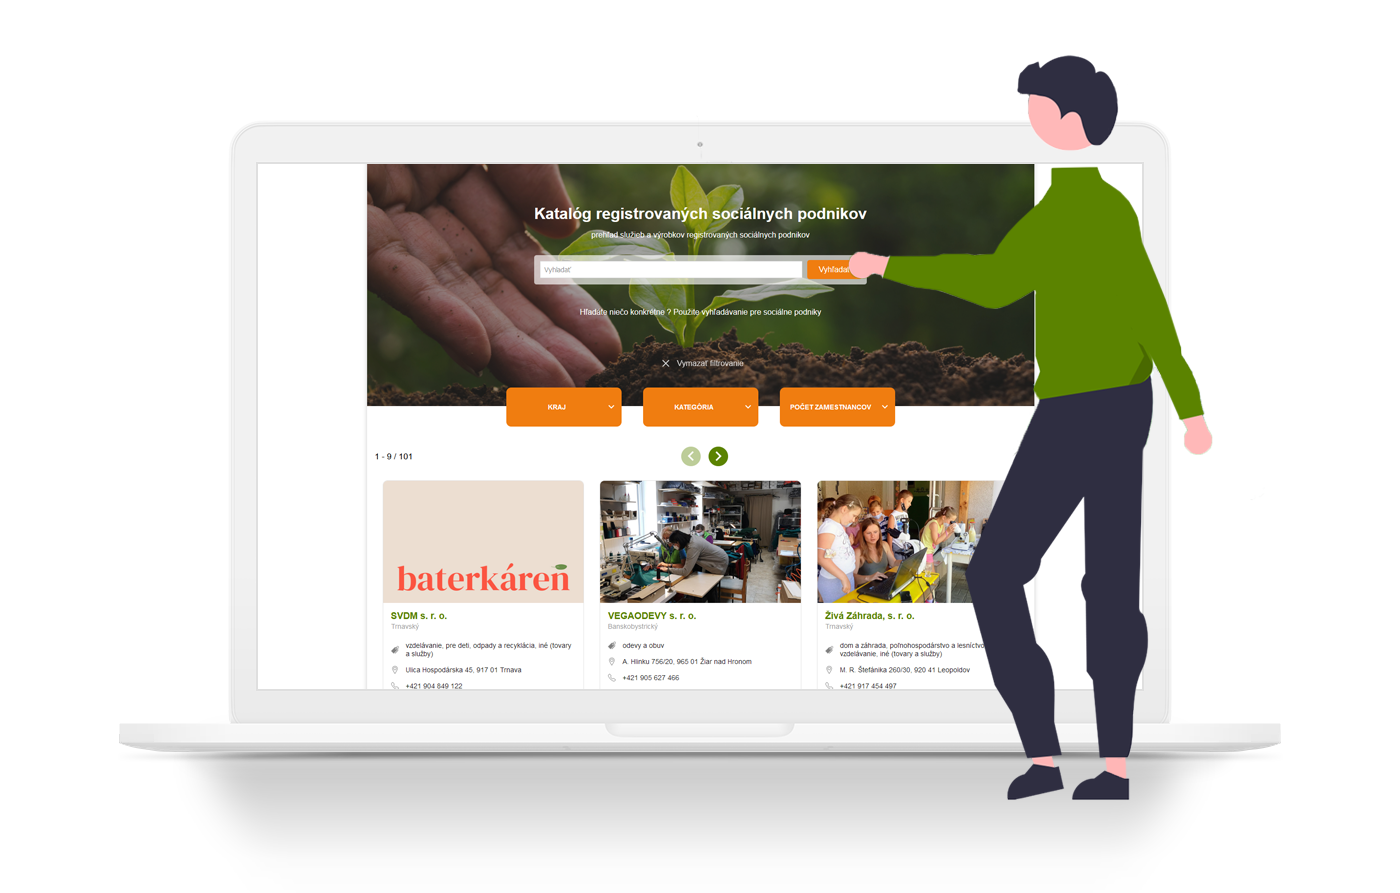 Katalóg registrovaných sociálnych podnikov
prehľad služieb a výrobkov registrovaných sociálnych podnikov
Vyhľadať
Vyhľadať
Hľadáte niečo konkrétne ? Použite vyhľadávanie pre sociálne podniky
Vymazať filtrovanie
KRAJ
KATEGÓRIA
POČET ZAMESTNANCOV
1 - 9 / 101
baterkáreň
SVDM s. r. o.
Trnavský
vzdelávanie, pre deti, odpady a recyklácia, iné (tovary
a služby)
Ulica Hospodárska 45, 917 01 Trnava
+421 904 849 122
VEGAODEVY s. r. o.
Banskobystrický
odevy a obuv
A. Hlinku 756/20, 965 01 Žiar nad Hronom
+421 905 627 466
Živá Záhrada, s. r. o.
Trnavský
dom a záhrada, poľnohospodárstvo a lesníctvo
vzdelávanie, iné (tovary a služby)
M. R. Štefánika 260/30, 920 41 Leopoldov
+421 917 454 497